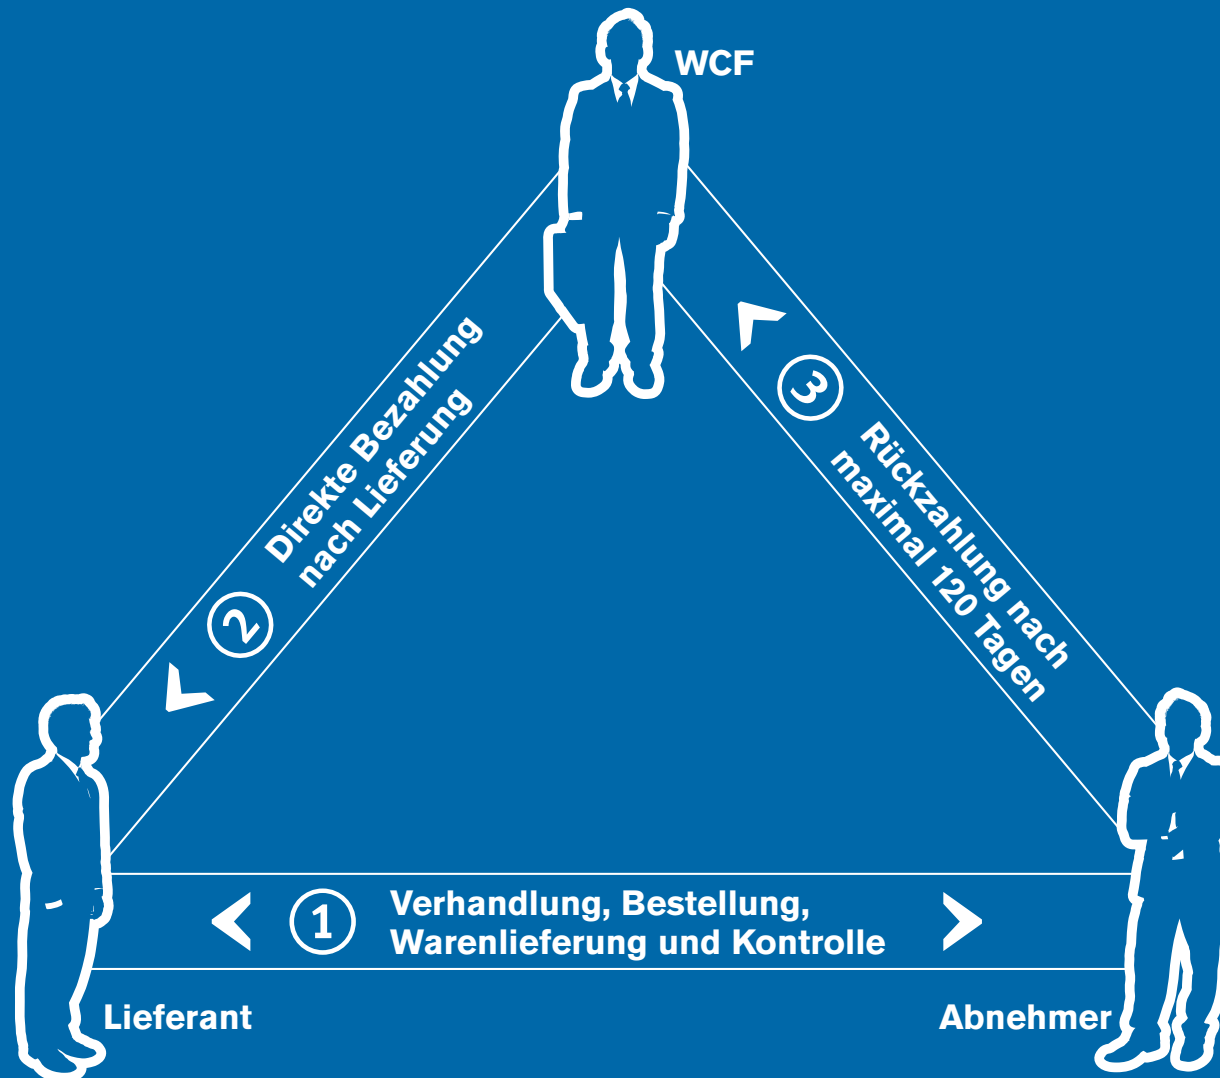 WCF
2
Direkte Bezahlung
nach Lieferung
3
Rückzahlung nach
maximal 120 Tagen
1
Verhandlung, Bestellung,
Warenlieferung und Kontrolle
Lieferant
Abnehmer